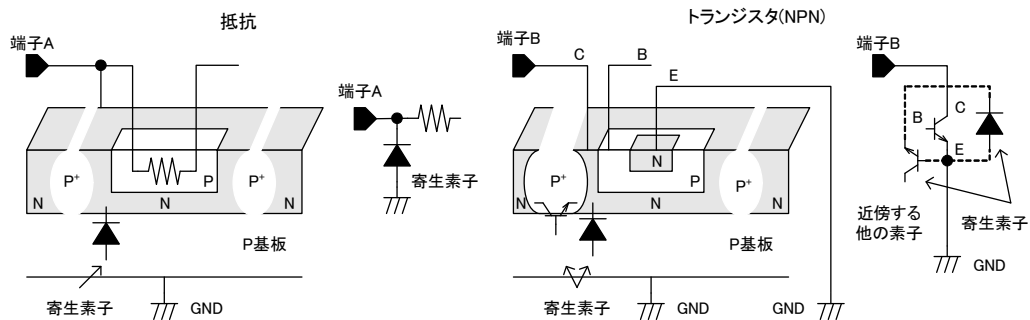 抵抗
端子A
P+
N
N
P
P+
N
P基板
寄生素子
GND
端子A
寄生素子
トランジスタ(NPN)
端子B
C
B
E
P+
N
N
N
P
P+
N
P基板
寄生素子
GND
GND
端子B
C
B
E
近傍する
他の素子
寄生素子
GND